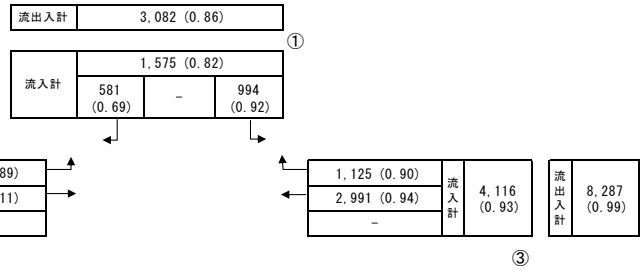 流出入計 3,082 (0.86)
①
流入計 1,575 (0.82)
581 (0.69) － 994 (0.92)
89)
11)
1,125 (0.90)
2,991 (0.94)
－
流入計 4,116 (0.93)
流出入計 8,287 (0.99)
③